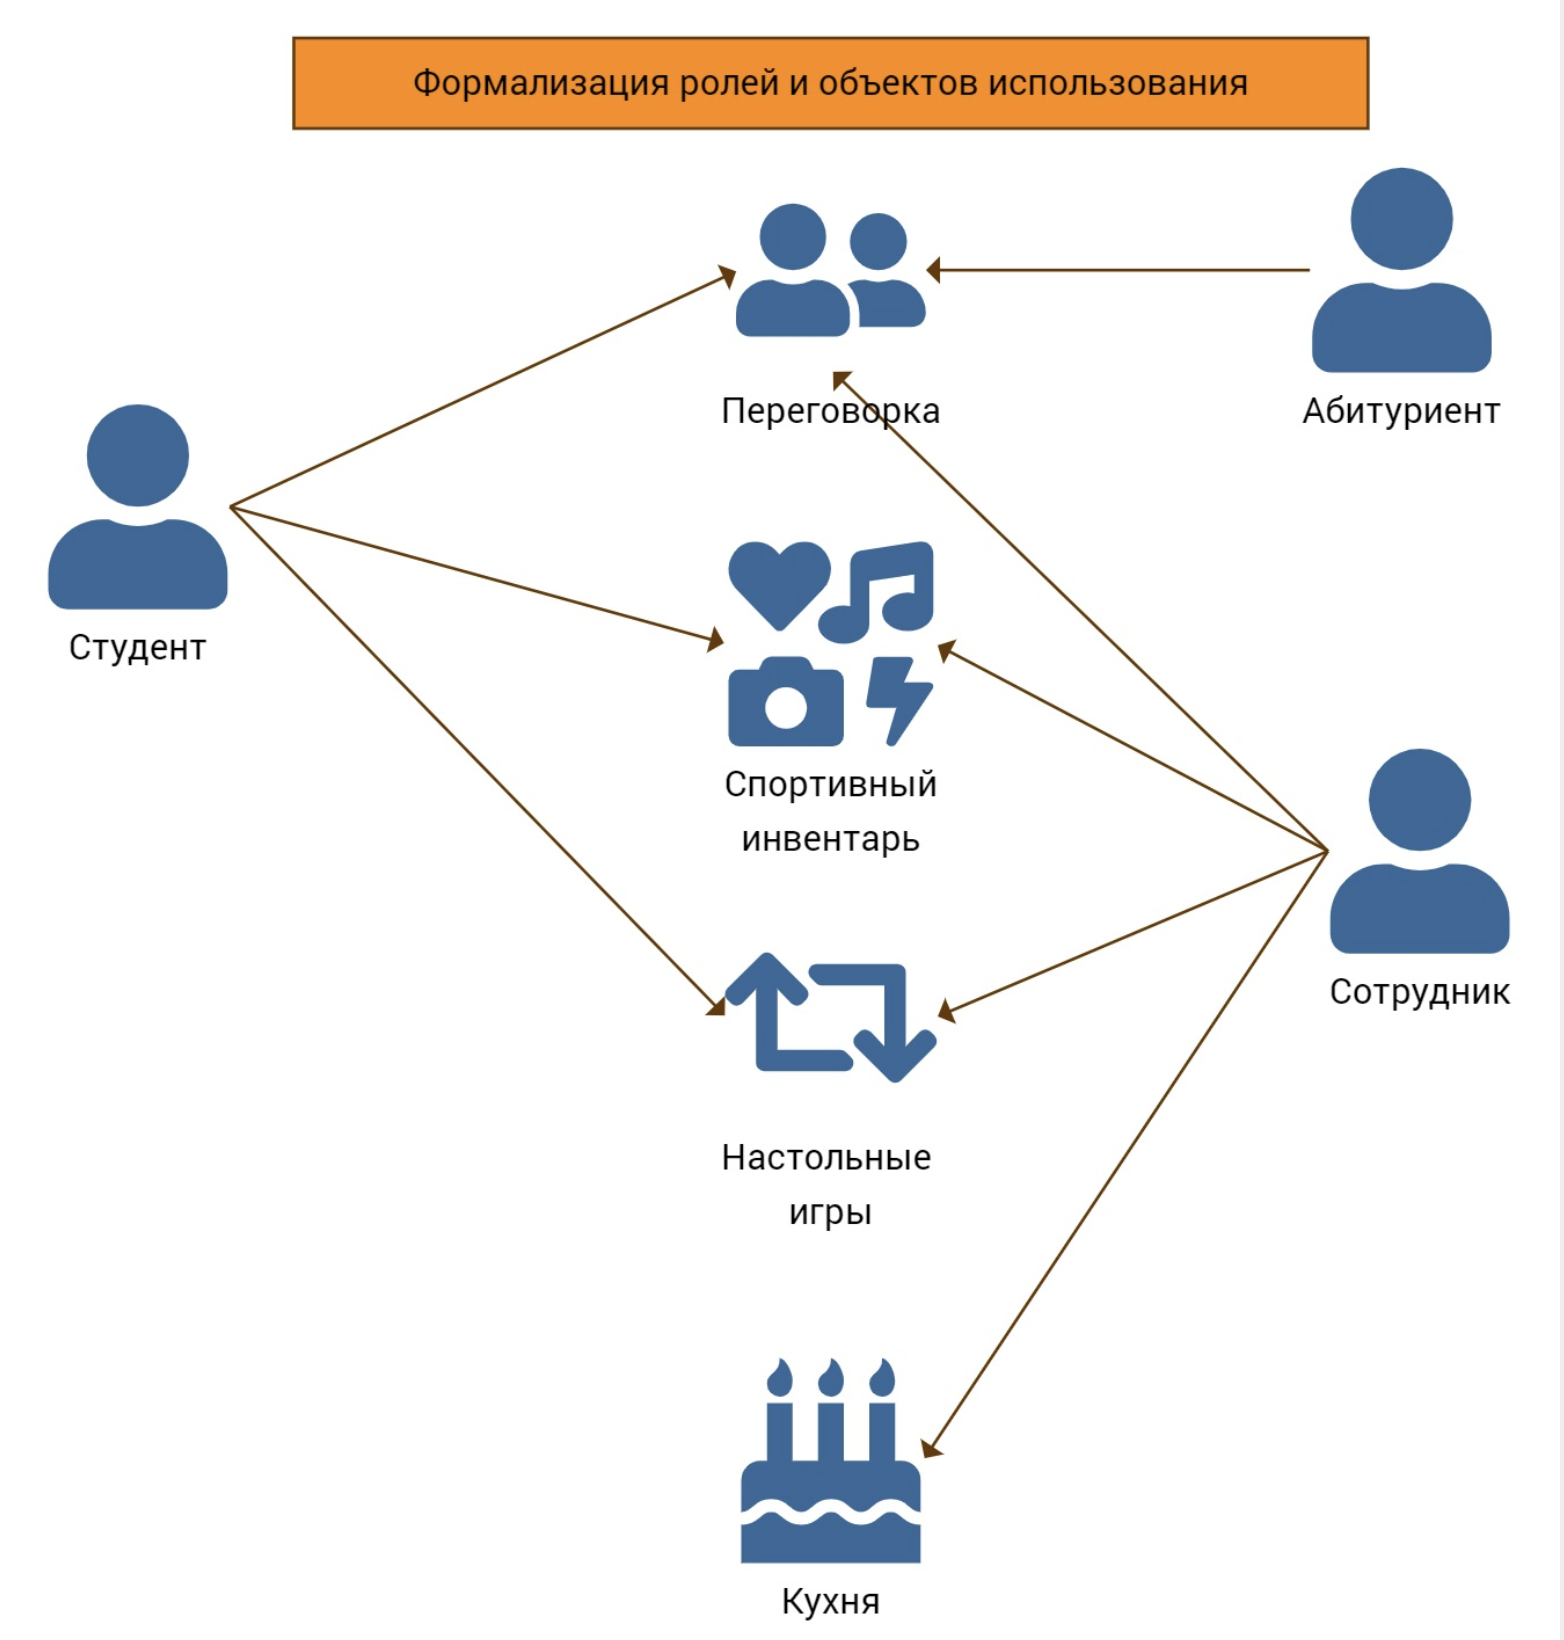 Формализация ролей и объектов использования
Переговорка
Абитуриент
Студент
Спортивный
инвентарь
Сотрудник
Настольные
игры
Кухня